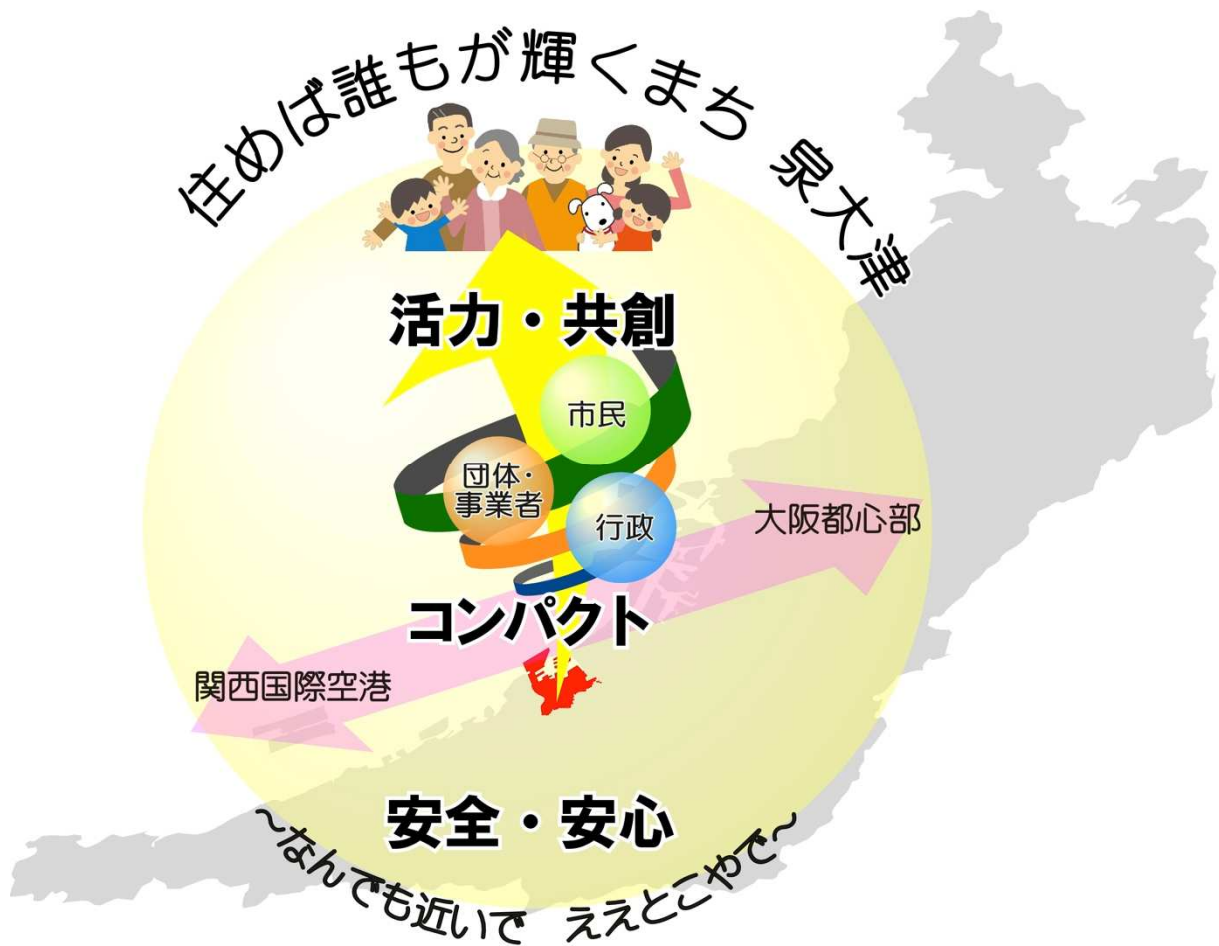 住めば誰もが輝くまち 泉大津
活力・共創
市民
団体・
事業者
行政
大阪都心部
コンパクト
関西国際空港
安全・安心
~なんでも近いで ええとこやで~